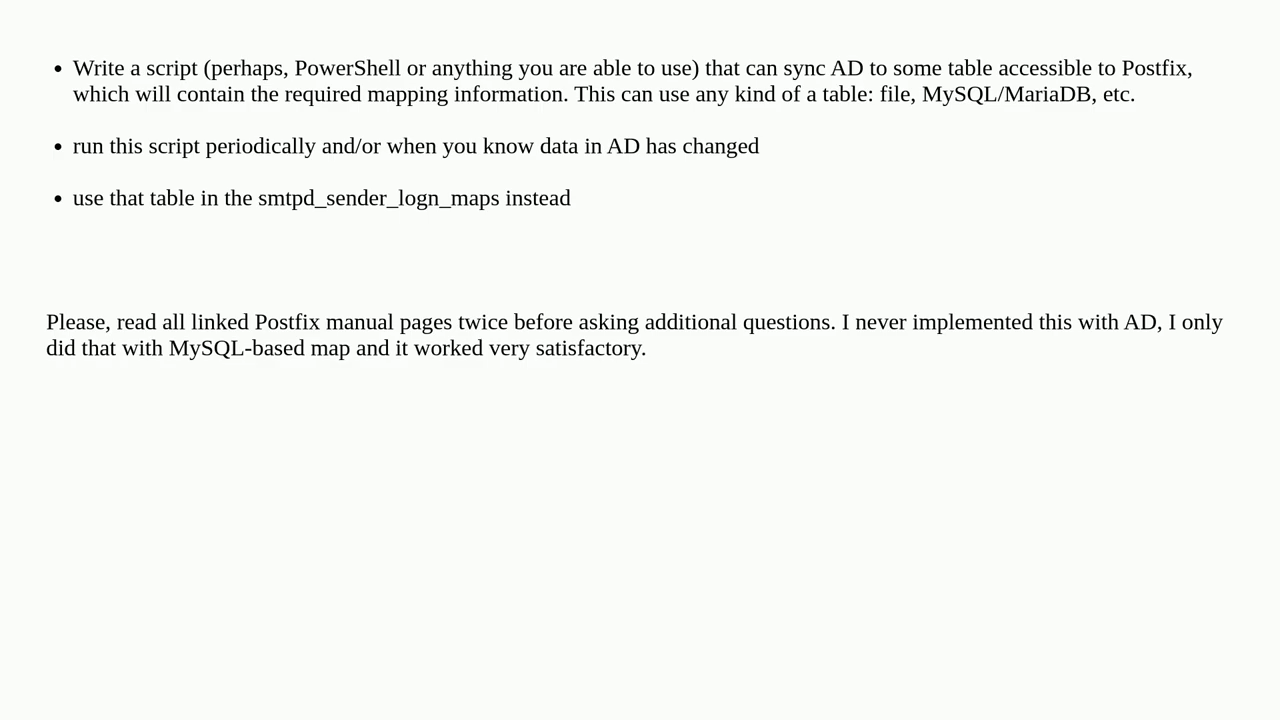 • Write a script (perhaps, PowerShell or anything you are able to use) that can sync AD to some table accessible to Postfix,
which will contain the required mapping information. This can use any kind of a table: file, MySQL/MariaDB, etc.
• run this script periodically and/or when you know data in AD has changed
• use that table in the smtpd_sender_logn_maps instead
Please, read all linked Postfix manual pages twice before asking additional questions. I never implemented this with AD, I only
did that with MySQL-based map and it worked very satisfactory.